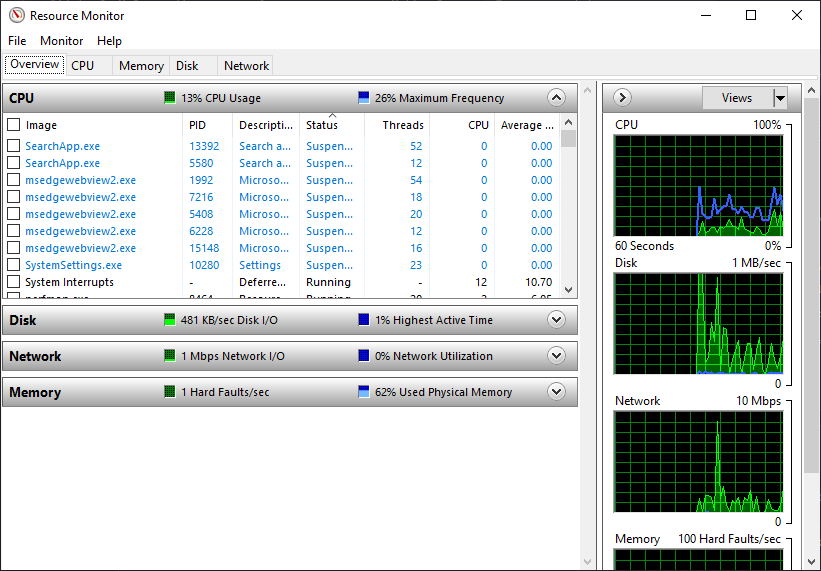 Resource Monitor
File Monitor Help
Overview CPU Memory Disk Network
CPU 13% CPU Usage 26% Maximum Frequency
Image PID Descripti... Status Threads CPU Average ...
SearchApp.exe 13392 Search a... Suspen... 52 0 0.00
SearchApp.exe 5580 Search a... Suspen... 12 0 0.00
msedgewebview2.exe 1992 Microso... Suspen... 54 0 0.00
msedgewebview2.exe 7216 Microso... Suspen... 18 0 0.00
msedgewebview2.exe 5408 Microso... Suspen... 20 0 0.00
msedgewebview2.exe 6228 Microso... Suspen... 12 0 0.00
msedgewebview2.exe 15148 Microso... Suspen... 16 0 0.00
SystemSettings.exe 10280 Settings Suspen... 23 0 0.00
System Interrupts - Deferre... Running - 12 10.70
Disk 481 KB/sec Disk I/O 1% Highest Active Time
Network 1 Mbps Network I/O 0% Network Utilization
Memory 1 Hard Faults/sec 62% Used Physical Memory
Views
CPU 100%
60 Seconds 0%
Disk 1 MB/sec
0
Network 10 Mbps
0
Memory 100 Hard Faults/sec